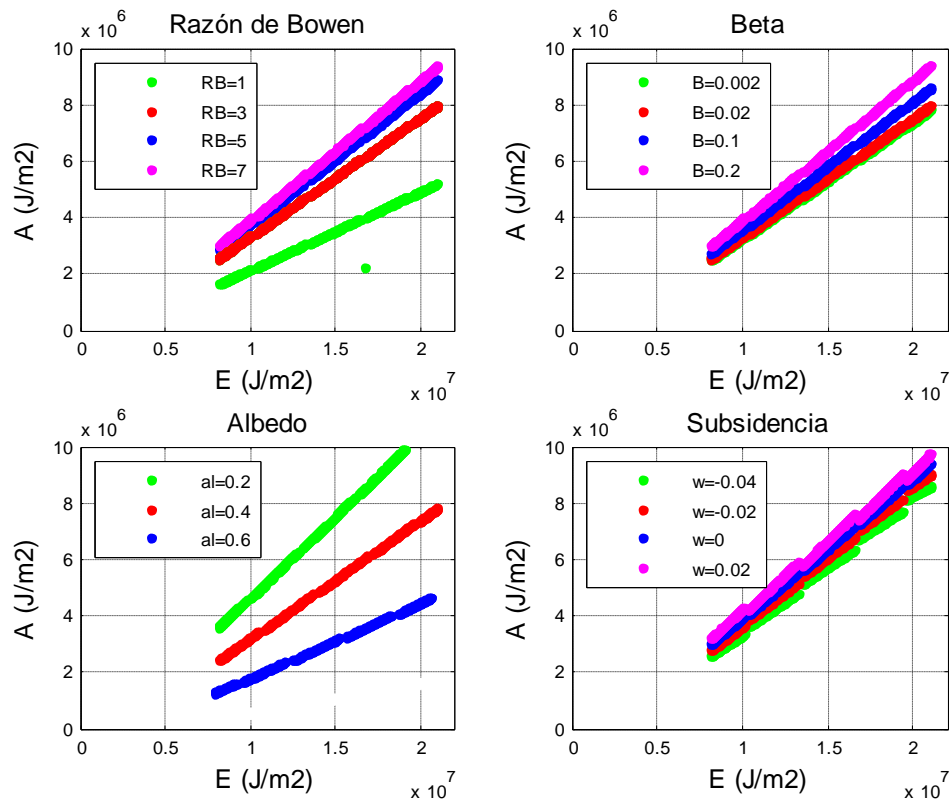 Razón de Bowen
x 10^6
10
8
6
4
2
0
A (J/m2)
RB=1
RB=3
RB=5
RB=7
0
0.5
1
1.5
2
E (J/m2)
x 10^7
Beta
x 10^6
10
8
6
4
2
0
A (J/m2)
B=0.002
B=0.02
B=0.1
B=0.2
0
0.5
1
1.5
2
E (J/m2)
x 10^7
Albedo
x 10^6
10
8
6
4
2
0
A (J/m2)
al=0.2
al=0.4
al=0.6
0
0.5
1
1.5
2
E (J/m2)
x 10^7
Subsidencia
x 10^6
10
8
6
4
2
0
A (J/m2)
w=-0.04
w=-0.02
w=0
w=0.02
0
0.5
1
1.5
2
E (J/m2)
x 10^7